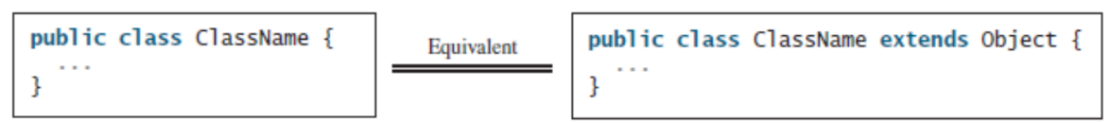 public class ClassName {
...
}
Equivalent
public class ClassName extends Object {
...
}